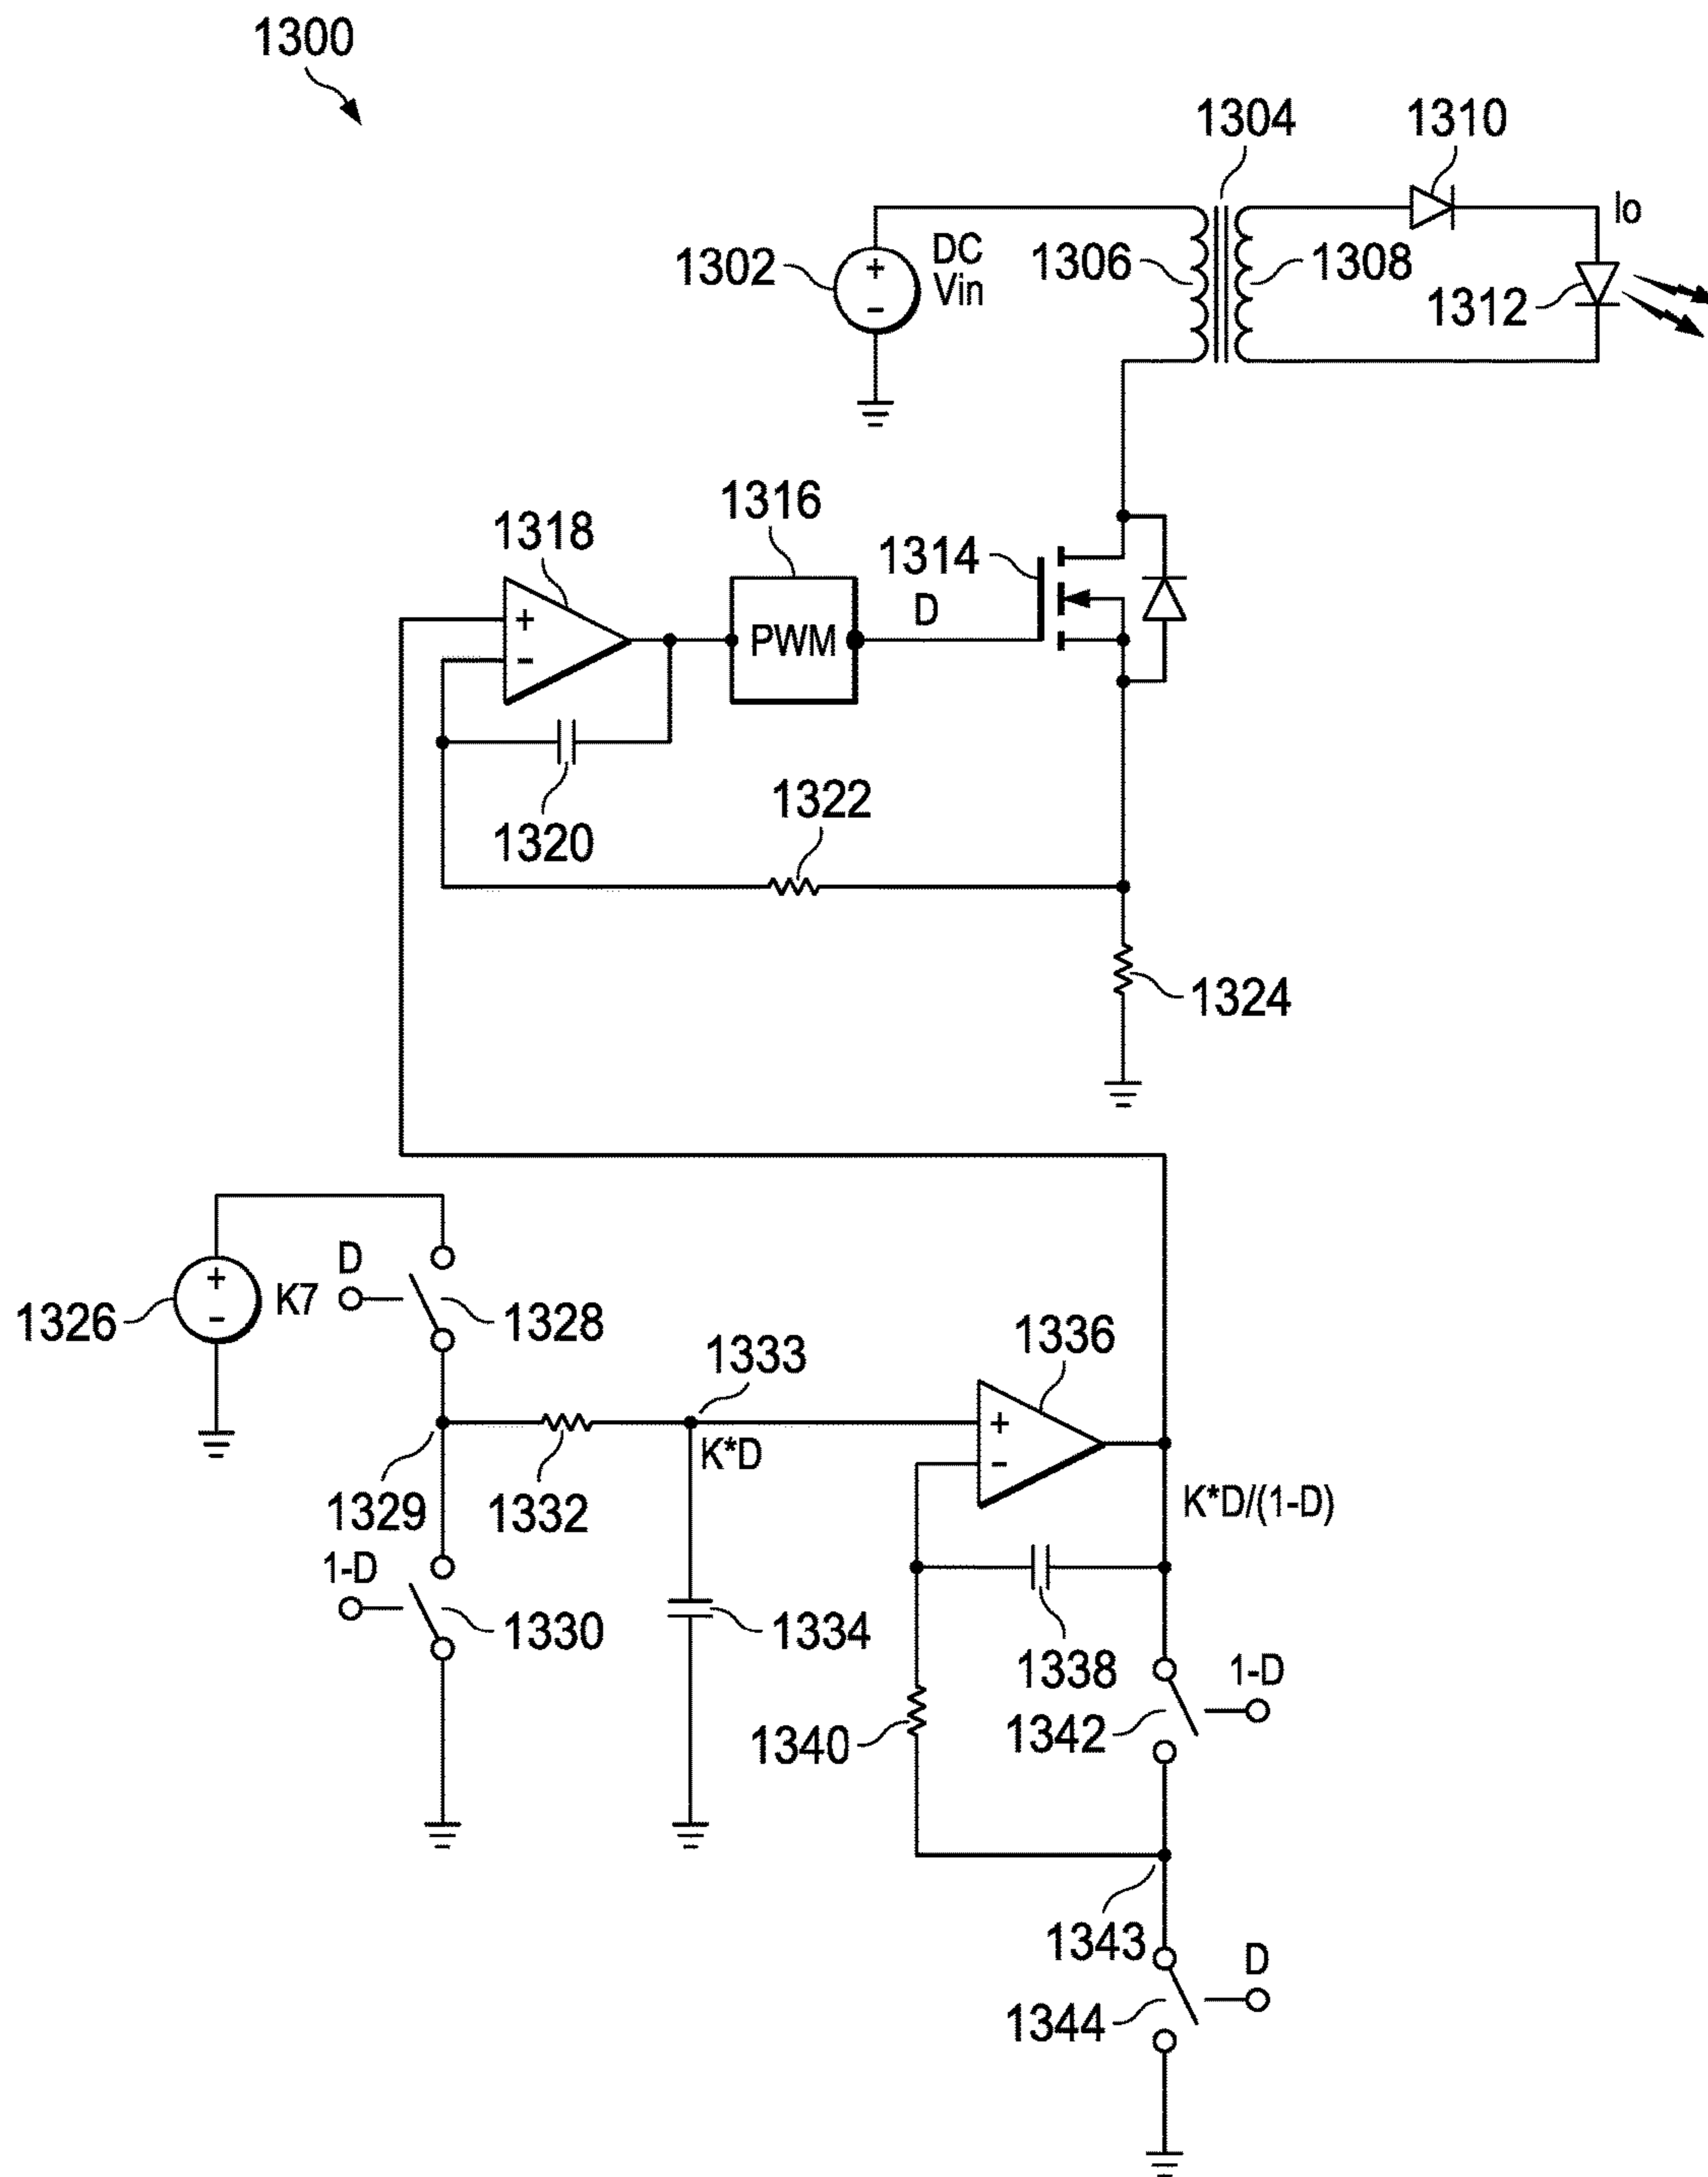 1300
1304
1310
Io
1302
DC
Vin
1306
1308
1312
+
-
1316
1318
1314
D
PWM
+
-
1320
1322
1324
1326
+
-
K7
D
1328
1333
1336
+
-
K*D
1329
1332
K*D/(1-D)
1-D
1330
1334
1338
1-D
1340
1342
1343
D
1344